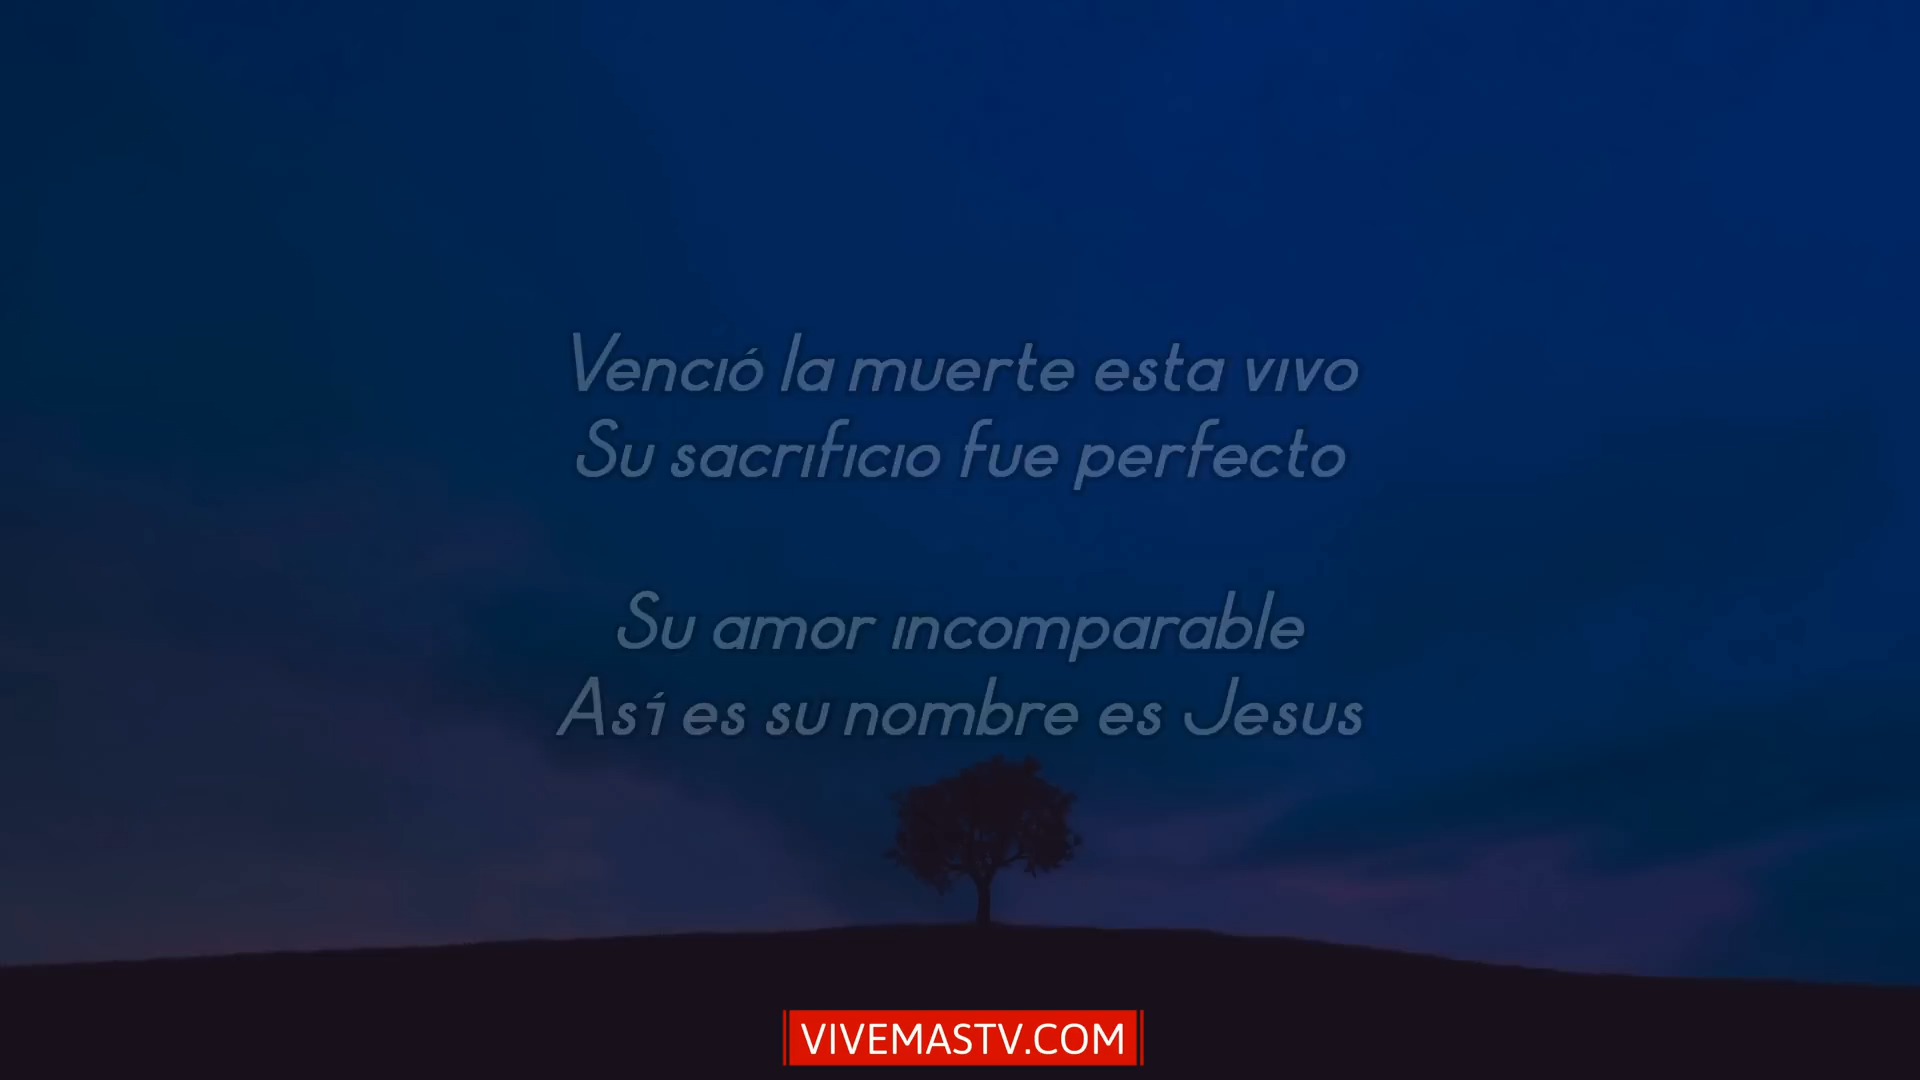 Venció la muerte esta vivo
Su sacrificio fue perfecto
Su amor incomparable
Así es su nombre es Jesus
VIVEMASTV.COM